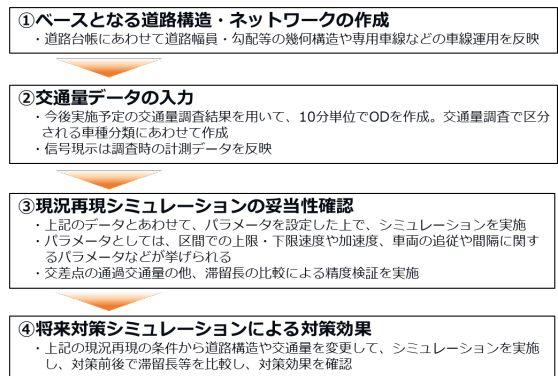 ①ベースとなる道路構造・ネットワークの作成
・道路台帳にあわせて道路幅員・勾配等の幾何構造や専用車線などの車線運用を反映
②交通量データの入力
・今後実施予定の交通量調査結果を用いて、10分単位でODを作成。交通量調査で区分
される車種分類にあわせて作成
・信号現示は調査時の計測データを反映
③現況再現シミュレーションの妥当性確認
・上記のデータとあわせて、パラメータを設定した上で、シミュレーションを実施
・パラメータとしては、区間での上限・下限速度や加速度、車両の追従や間隔に関す
るパラメータなどが挙げられる
・交差点の通過交通量の他、滞留長の比較による精度検証を実施
④将来対策シミュレーションによる対策効果
・上記の現況再現の条件から道路構造や交通量を変更して、シミュレーションを実施
し、対策前後で滞留長等を比較し、対策効果を確認